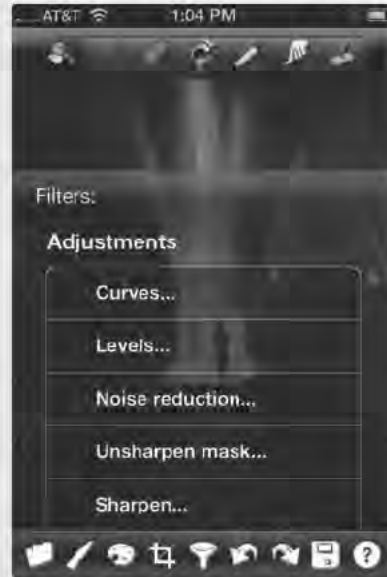 AT&T 1:04 PM
Filters:
Adjustments
Curves...
Levels...
Noise reduction...
Unsharpen mask...
Sharpen...
?